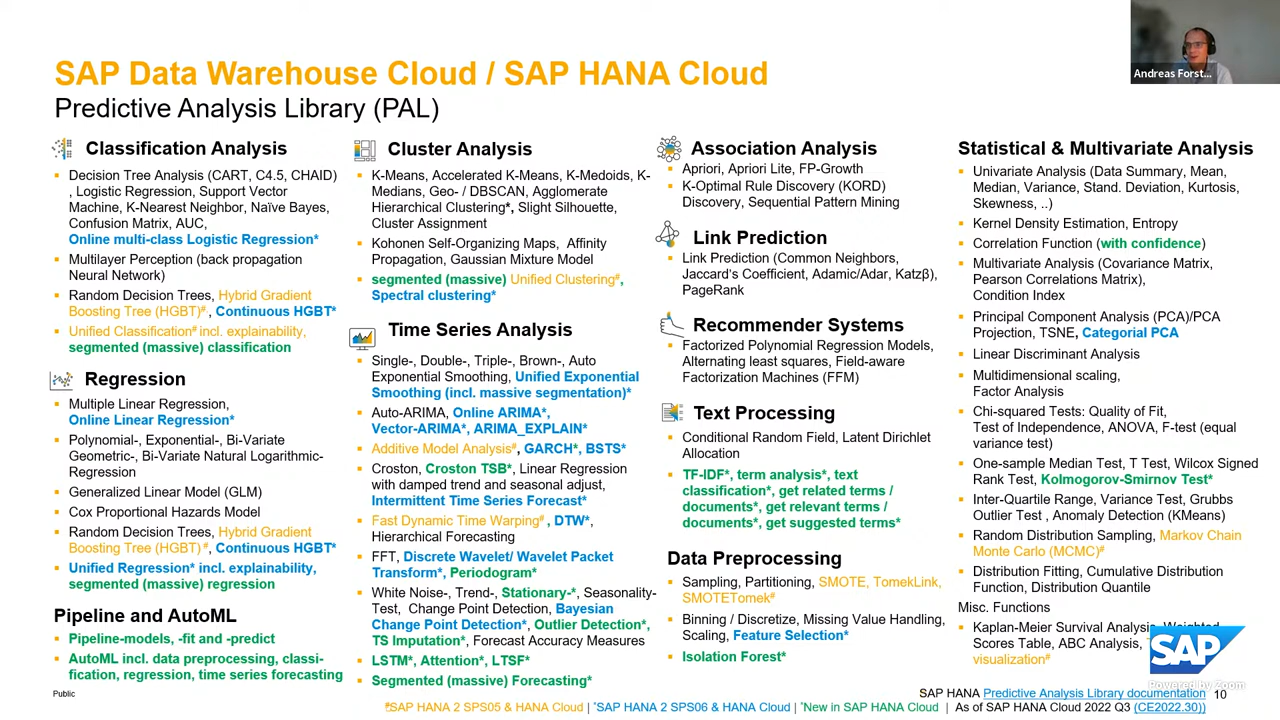 SAP Data Warehouse Cloud / SAP HANA Cloud
Predictive Analysis Library (PAL)
Andreas Forst...
Classification Analysis
Decision Tree Analysis (CART, C4.5, CHAID)
, Logistic Regression, Support Vector
Machine, K-Nearest Neighbor, Naïve Bayes,
Confusion Matrix, AUC,
Online multi-class Logistic Regression*
Multilayer Perception (back propagation
Neural Network)
Random Decision Trees, Hybrid Gradient
Boosting Tree (HGBT)#, Continuous HGBT*
Unified Classification# incl. explainability,
segmented (massive) classification
Regression
Multiple Linear Regression,
Online Linear Regression*
Polynomial-, Exponential-, Bi-Variate
Geometric-, Bi-Variate Natural Logarithmic-
Regression
Generalized Linear Model (GLM)
Cox Proportional Hazards Model
Random Decision Trees, Hybrid Gradient
Boosting Tree (HGBT) #, Continuous HGBT*
Unified Regression* incl. explainability,
segmented (massive) regression
Pipeline and AutoML
Pipeline-models, -fit and -predict
AutoML incl. data preprocessing, classi-
fication, regression, time series forecasting
Cluster Analysis
K-Means, Accelerated K-Means, K-Medoids, K-
Medians, Geo- / DBSCAN, Agglomerate
Hierarchical Clustering*, Slight Silhouette,
Cluster Assignment
Kohonen Self-Organizing Maps, Affinity
Propagation, Gaussian Mixture Model
segmented (massive) Unified Clustering#,
Spectral clustering*
Time Series Analysis
Single-, Double-, Triple-, Brown-, Auto
Exponential Smoothing, Unified Exponential
Smoothing (incl. massive segmentation)*
Auto-ARIMA, Online ARIMA*,
Vector-ARIMA*, ARIMA_EXPLAIN*
Additive Model Analysis#, GARCH*, BSTS*
Croston, Croston TSB*, Linear Regression
with damped trend and seasonal adjust,
Intermittent Time Series Forecast*
Fast Dynamic Time Warping# , DTW*,
Hierarchical Forecasting
FFT, Discrete Wavelet/ Wavelet Packet
Transform*, Periodogram*
White Noise-, Trend-, Stationary-*, Seasonality-
Test, Change Point Detection, Bayesian
Change Point Detection*, Outlier Detection*,
TS Imputation*, Forecast Accuracy Measures
LSTM*, Attention*, LTSF*
Segmented (massive) Forecasting*
Association Analysis
Apriori, Apriori Lite, FP-Growth
K-Optimal Rule Discovery (KORD)
Discovery, Sequential Pattern Mining
Link Prediction
Link Prediction (Common Neighbors,
Jaccard's Coefficient, Adamic/Adar, Katzβ),
PageRank
Recommender Systems
Factorized Polynomial Regression Models,
Alternating least squares, Field-aware
Factorization Machines (FFM)
Text Processing
Conditional Random Field, Latent Dirichlet
Allocation
TF-IDF*, term analysis*, text
classification*, get related terms /
documents*, get relevant terms /
documents*, get suggested terms*
Data Preprocessing
Sampling, Partitioning, SMOTE, TomekLink,
SMOTETomek#
Binning / Discretize, Missing Value Handling,
Scaling, Feature Selection*
Isolation Forest*
Statistical & Multivariate Analysis
Univariate Analysis (Data Summary, Mean,
Median, Variance, Stand. Deviation, Kurtosis,
Skewness, ..)
Kernel Density Estimation, Entropy
Correlation Function (with confidence)
Multivariate Analysis (Covariance Matrix,
Pearson Correlations Matrix),
Condition Index
Principal Component Analysis (PCA)/PCA
Projection, TSNE, Categorial PCA
Linear Discriminant Analysis
Multidimensional scaling,
Factor Analysis
Chi-squared Tests: Quality of Fit,
Test of Independence, ANOVA, F-test (equal
variance test)
One-sample Median Test, T Test, Wilcox Signed
Rank Test, Kolmogorov-Smirnov Test*
Inter-Quartile Range, Variance Test, Grubbs
Outlier Test , Anomaly Detection (KMeans)
Random Distribution Sampling, Markov Chain
Monte Carlo (MCMC)#
Distribution Fitting, Cumulative Distribution
Function, Distribution Quantile
Misc. Functions
Kaplan-Meier Survival Analysis, Weighted
Scores Table, ABC Analysis,
visualization#
SAP
Powered by Zoom
Public
SAP HANA Predictive Analysis Library documentation 10
#SAP HANA 2 SPS05 & HANA Cloud | *SAP HANA 2 SPS06 & HANA Cloud | *New in SAP HANA Cloud | As of SAP HANA Cloud 2022 Q3 (CE2022.30))